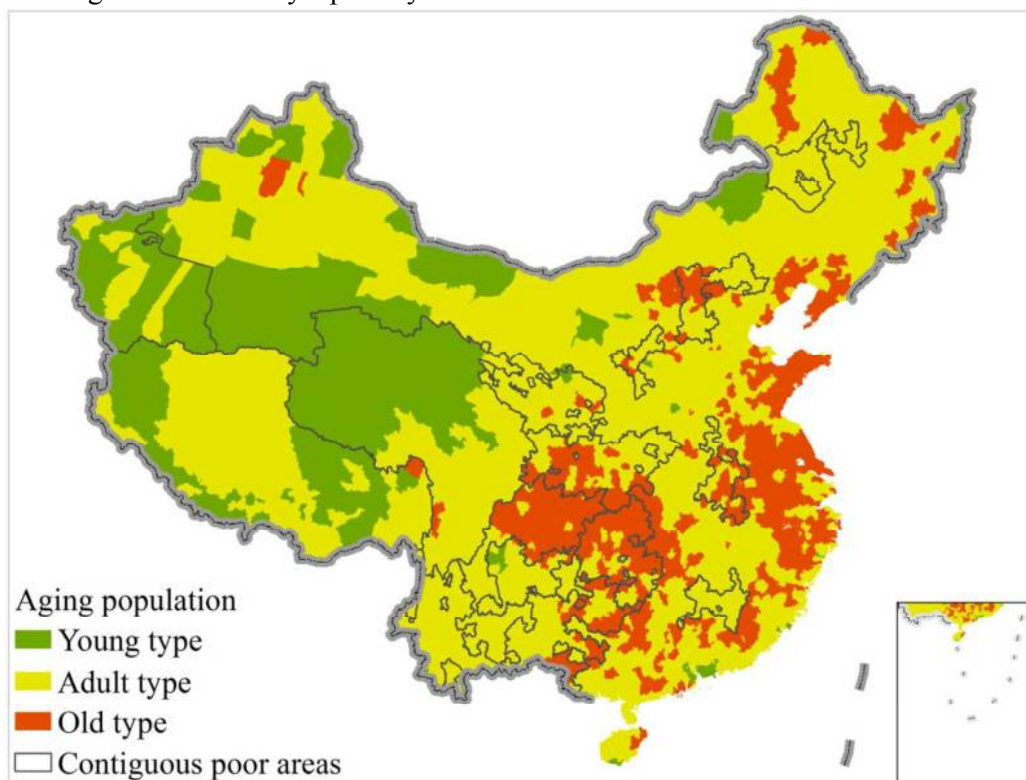 Aging population
Young type
Adult type
Old type
Contiguous poor areas